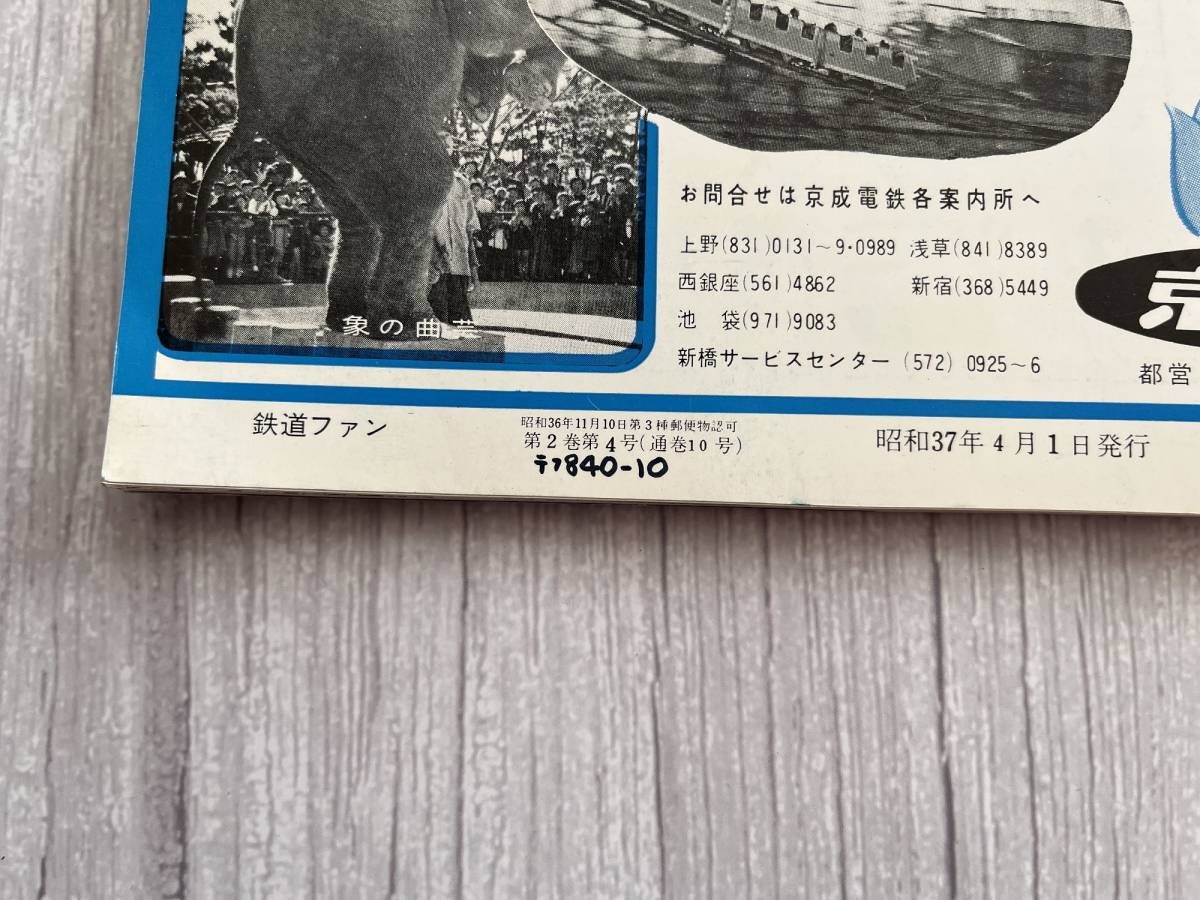 お問合せは京成電鉄各案内所へ
上野(831)0131〜9・0989 浅草(841)8389
西銀座(561)4862 新宿(368)5449
池 袋(971)9083
新橋サービスセンター (572) 0925〜6
象の曲芸
京
都営
鉄道ファン
昭和36年11月10日第3種郵便物認可
第2巻第4号(通巻10号)
テフ840-10
昭和37年4月1日発行